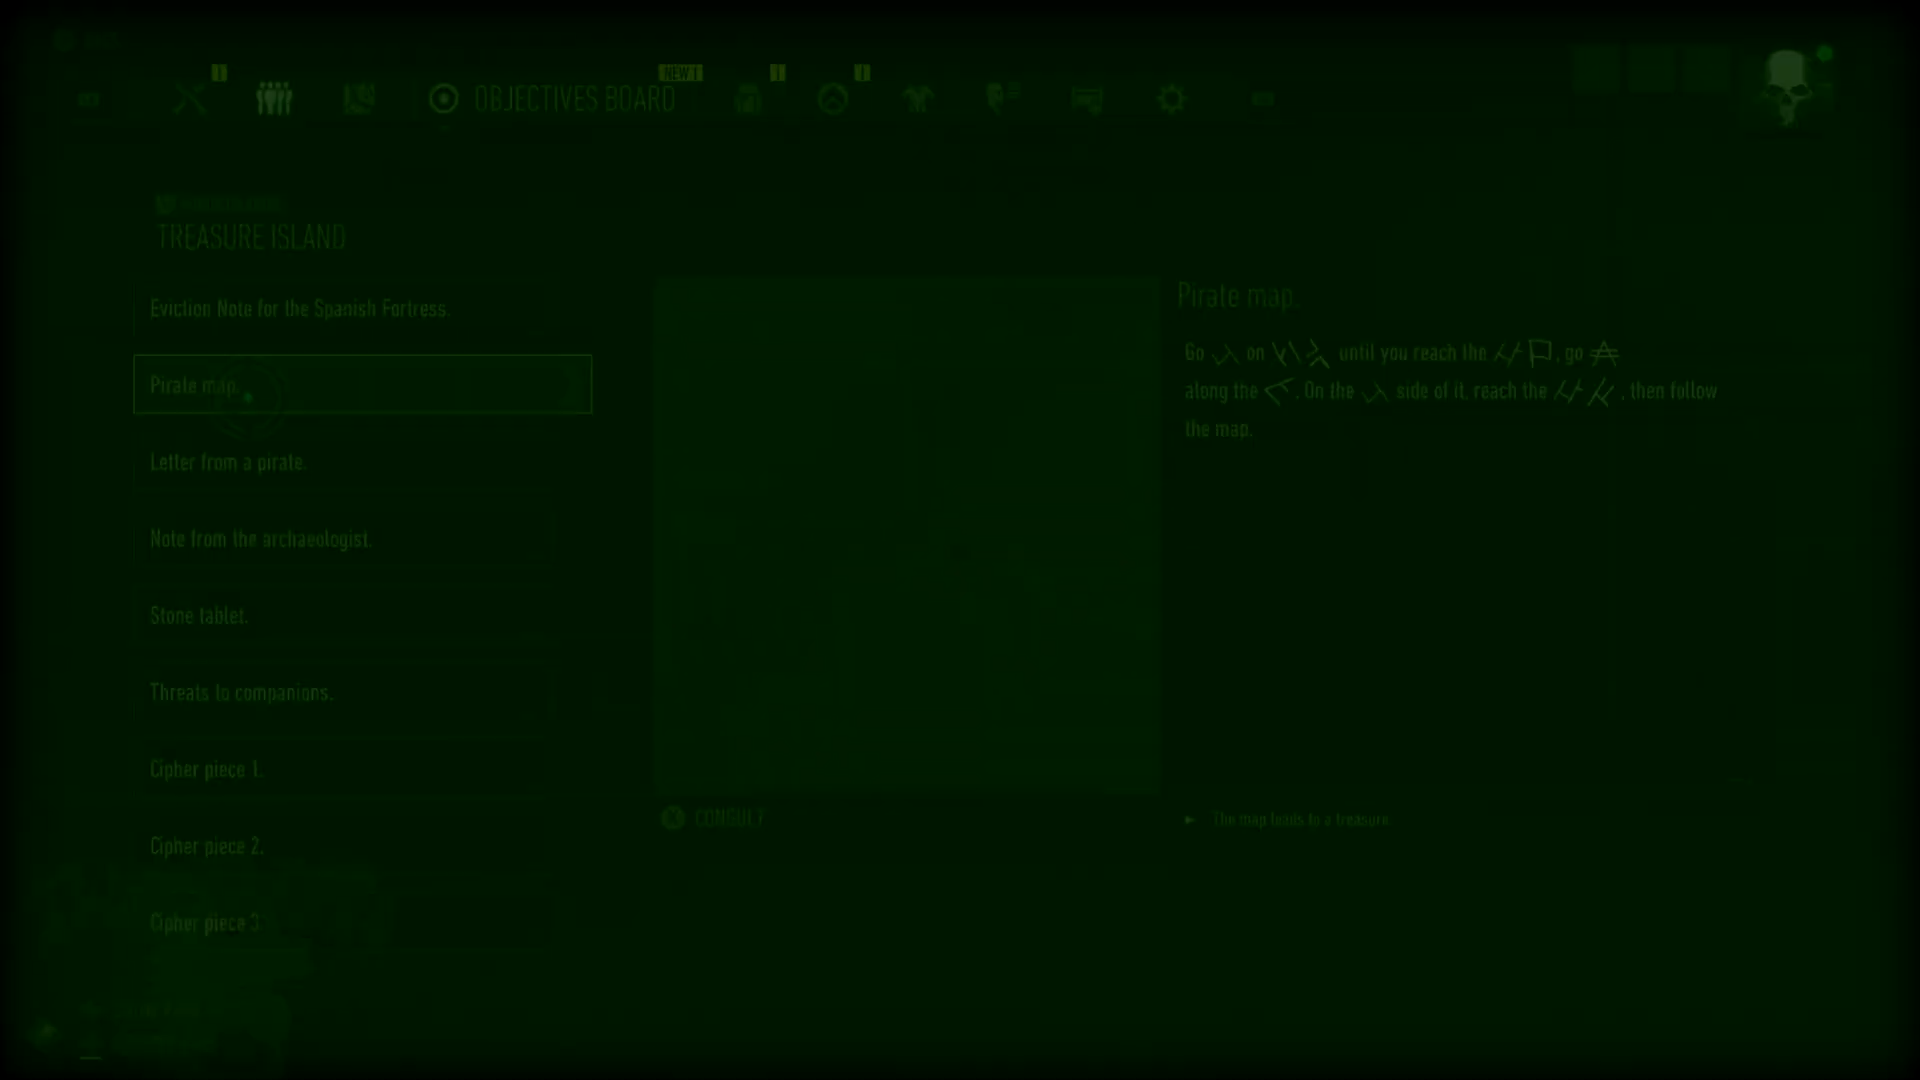 NEW !
OBJECTIVES BOARD
TREASURE ISLAND
Eviction Note for the Spanish Fortress.
Pirate map.
Letter from a pirate.
Note from the archaeologist.
Stone tablet.
Threats to companions.
Cipher piece 1.
Cipher piece 2.
Cipher piece 3.
X CONSULT
Pirate map.
Go on until you reach the , go
along the . On the side of it, reach the , then follow
the map.
The map leads to a treasure.